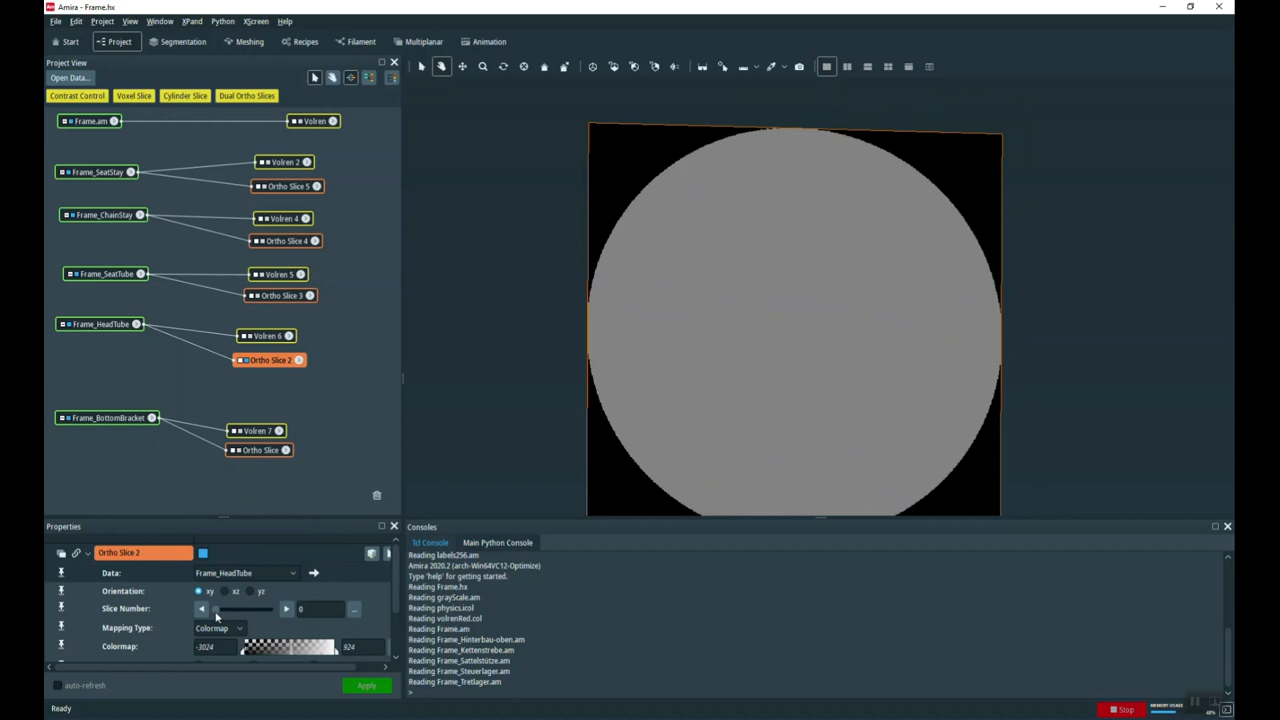 Amira - Frame.hx
File Edit Project View Window XPand Python XScreen Help
Start Project Segmentation Meshing Recipes Filament Multiplanar Animation
Project View
Open Data...
Contrast Control Voxel Slice Cylinder Slice Dual Ortho Slices
Frame.am Volren
Volren 2
Frame_SeatStay
Ortho Slice 5
Frame_ChainStay Volren 4
Ortho Slice 4
Frame_SeatTube Volren 5
Ortho Slice 3
Frame_HeadTube
Volren 6
Ortho Slice 2
Frame_BottomBracket
Volren 7
Ortho Slice
Properties
Ortho Slice 2
Data: Frame_HeadTube
Orientation: xy xz yz
Slice Number: 0 ...
Mapping Type: Colormap
Colormap: -3024 924
auto-refresh Apply
Consoles
Tcl Console Main Python Console
Reading labels256.am
Amira 2020.2 (arch-Win64VC12-Optimize)
Type 'help' for getting started.
Reading Frame.hx
Reading grayScale.am
Reading physics.icol
Reading volrenRed.col
Reading Frame.am
Reading Frame_Hinterbau-oben.am
Reading Frame_Kettenstrebe.am
Reading Frame_Sattelstütze.am
Reading Frame_Steuerlager.am
Reading Frame_Tretlager.am
>
Ready Stop MEMORY USAGE 48%